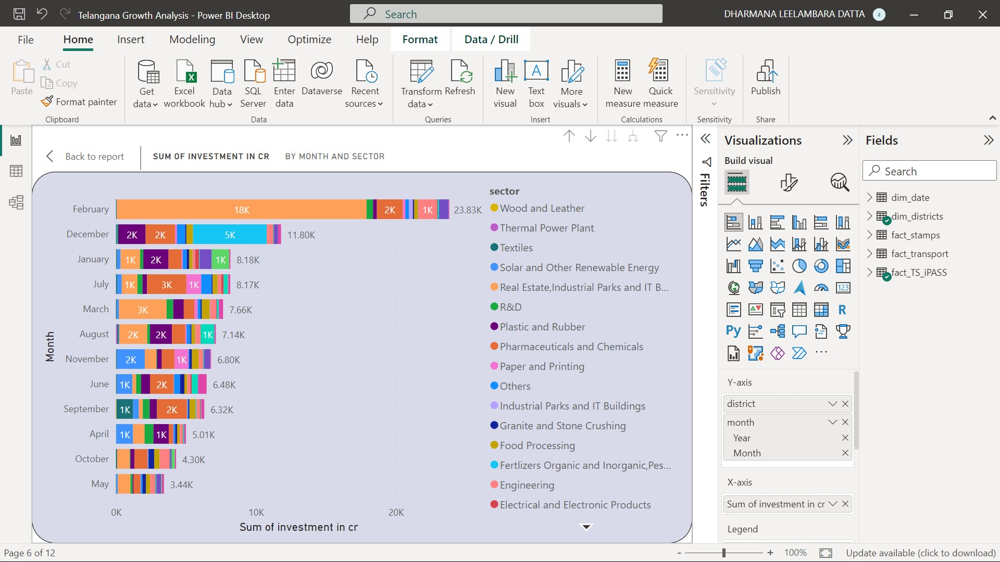 Telangana Growth Analysis - Power BI Desktop
Search
DHARMANA LEELAMBARA DATTA
2
File
Home
Insert
Modeling
View
Optimize
Help
Format
Data / Drill
Paste
Cut
Copy
Format painter
Clipboard
Get data
Excel workbook
Data hub
SQL Server
Enter data
Dataverse
Recent sources
Data
Transform data
Refresh
Queries
New visual
Text box
More visuals
Insert
New measure
Quick measure
Calculations
Sensitivity
Sensitivity
Publish
Share
Back to report
SUM OF INVESTMENT IN CR
BY MONTH AND SECTOR
Month
February 18K 2K 1K 23.83K
December 2K 2K 5K 11.80K
January 1K 2K 1K 8.18K
July 1K 3K 1K 8.17K
March 3K 7.66K
August 2K 2K 1K 7.14K
November 2K 1K 6.80K
June 1K 2K 6.48K
September 1K 2K 6.32K
April 1K 1K 5.01K
October 4.30K
May 3.44K
0K 10K 20K
Sum of investment in cr
sector
Wood and Leather
Thermal Power Plant
Textiles
Solar and Other Renewable Energy
Real Estate,Industrial Parks and IT B...
R&D
Plastic and Rubber
Pharmaceuticals and Chemicals
Paper and Printing
Others
Industrial Parks and IT Buildings
Granite and Stone Crushing
Food Processing
Fertlizers Organic and Inorganic,Pes...
Engineering
Electrical and Electronic Products
Filters
Visualizations
Build visual
123
R
Py
Y-axis
district
month
Year
Month
X-axis
Sum of investment in cr
Legend
Fields
Search
dim_date
dim_districts
fact_stamps
fact_transport
fact_TS_iPASS
Page 6 of 12
- + 100%
Update available (click to download)